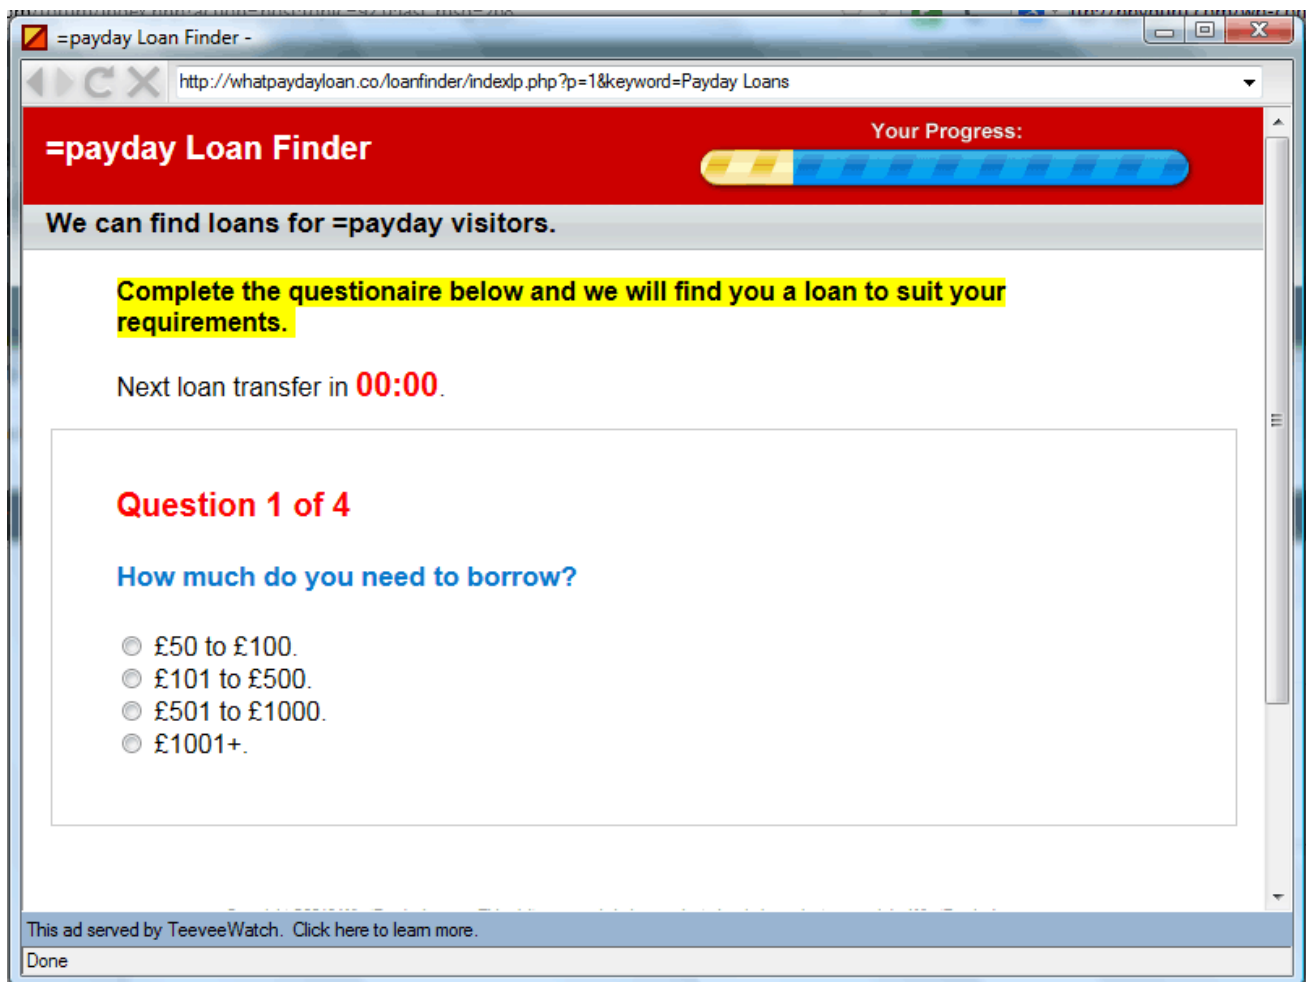 =payday Loan Finder -
http://whatpaydayloan.co/loanfinder/indexlp.php?p=1&keyword=Payday Loans
=payday Loan Finder
Your Progress:
We can find loans for =payday visitors.
Complete the questionaire below and we will find you a loan to suit your
requirements.
Next loan transfer in 00:00.
Question 1 of 4
How much do you need to borrow?
£50 to £100.
£101 to £500.
£501 to £1000.
£1001+.
This ad served by TeeveeWatch. Click here to learn more.
Done